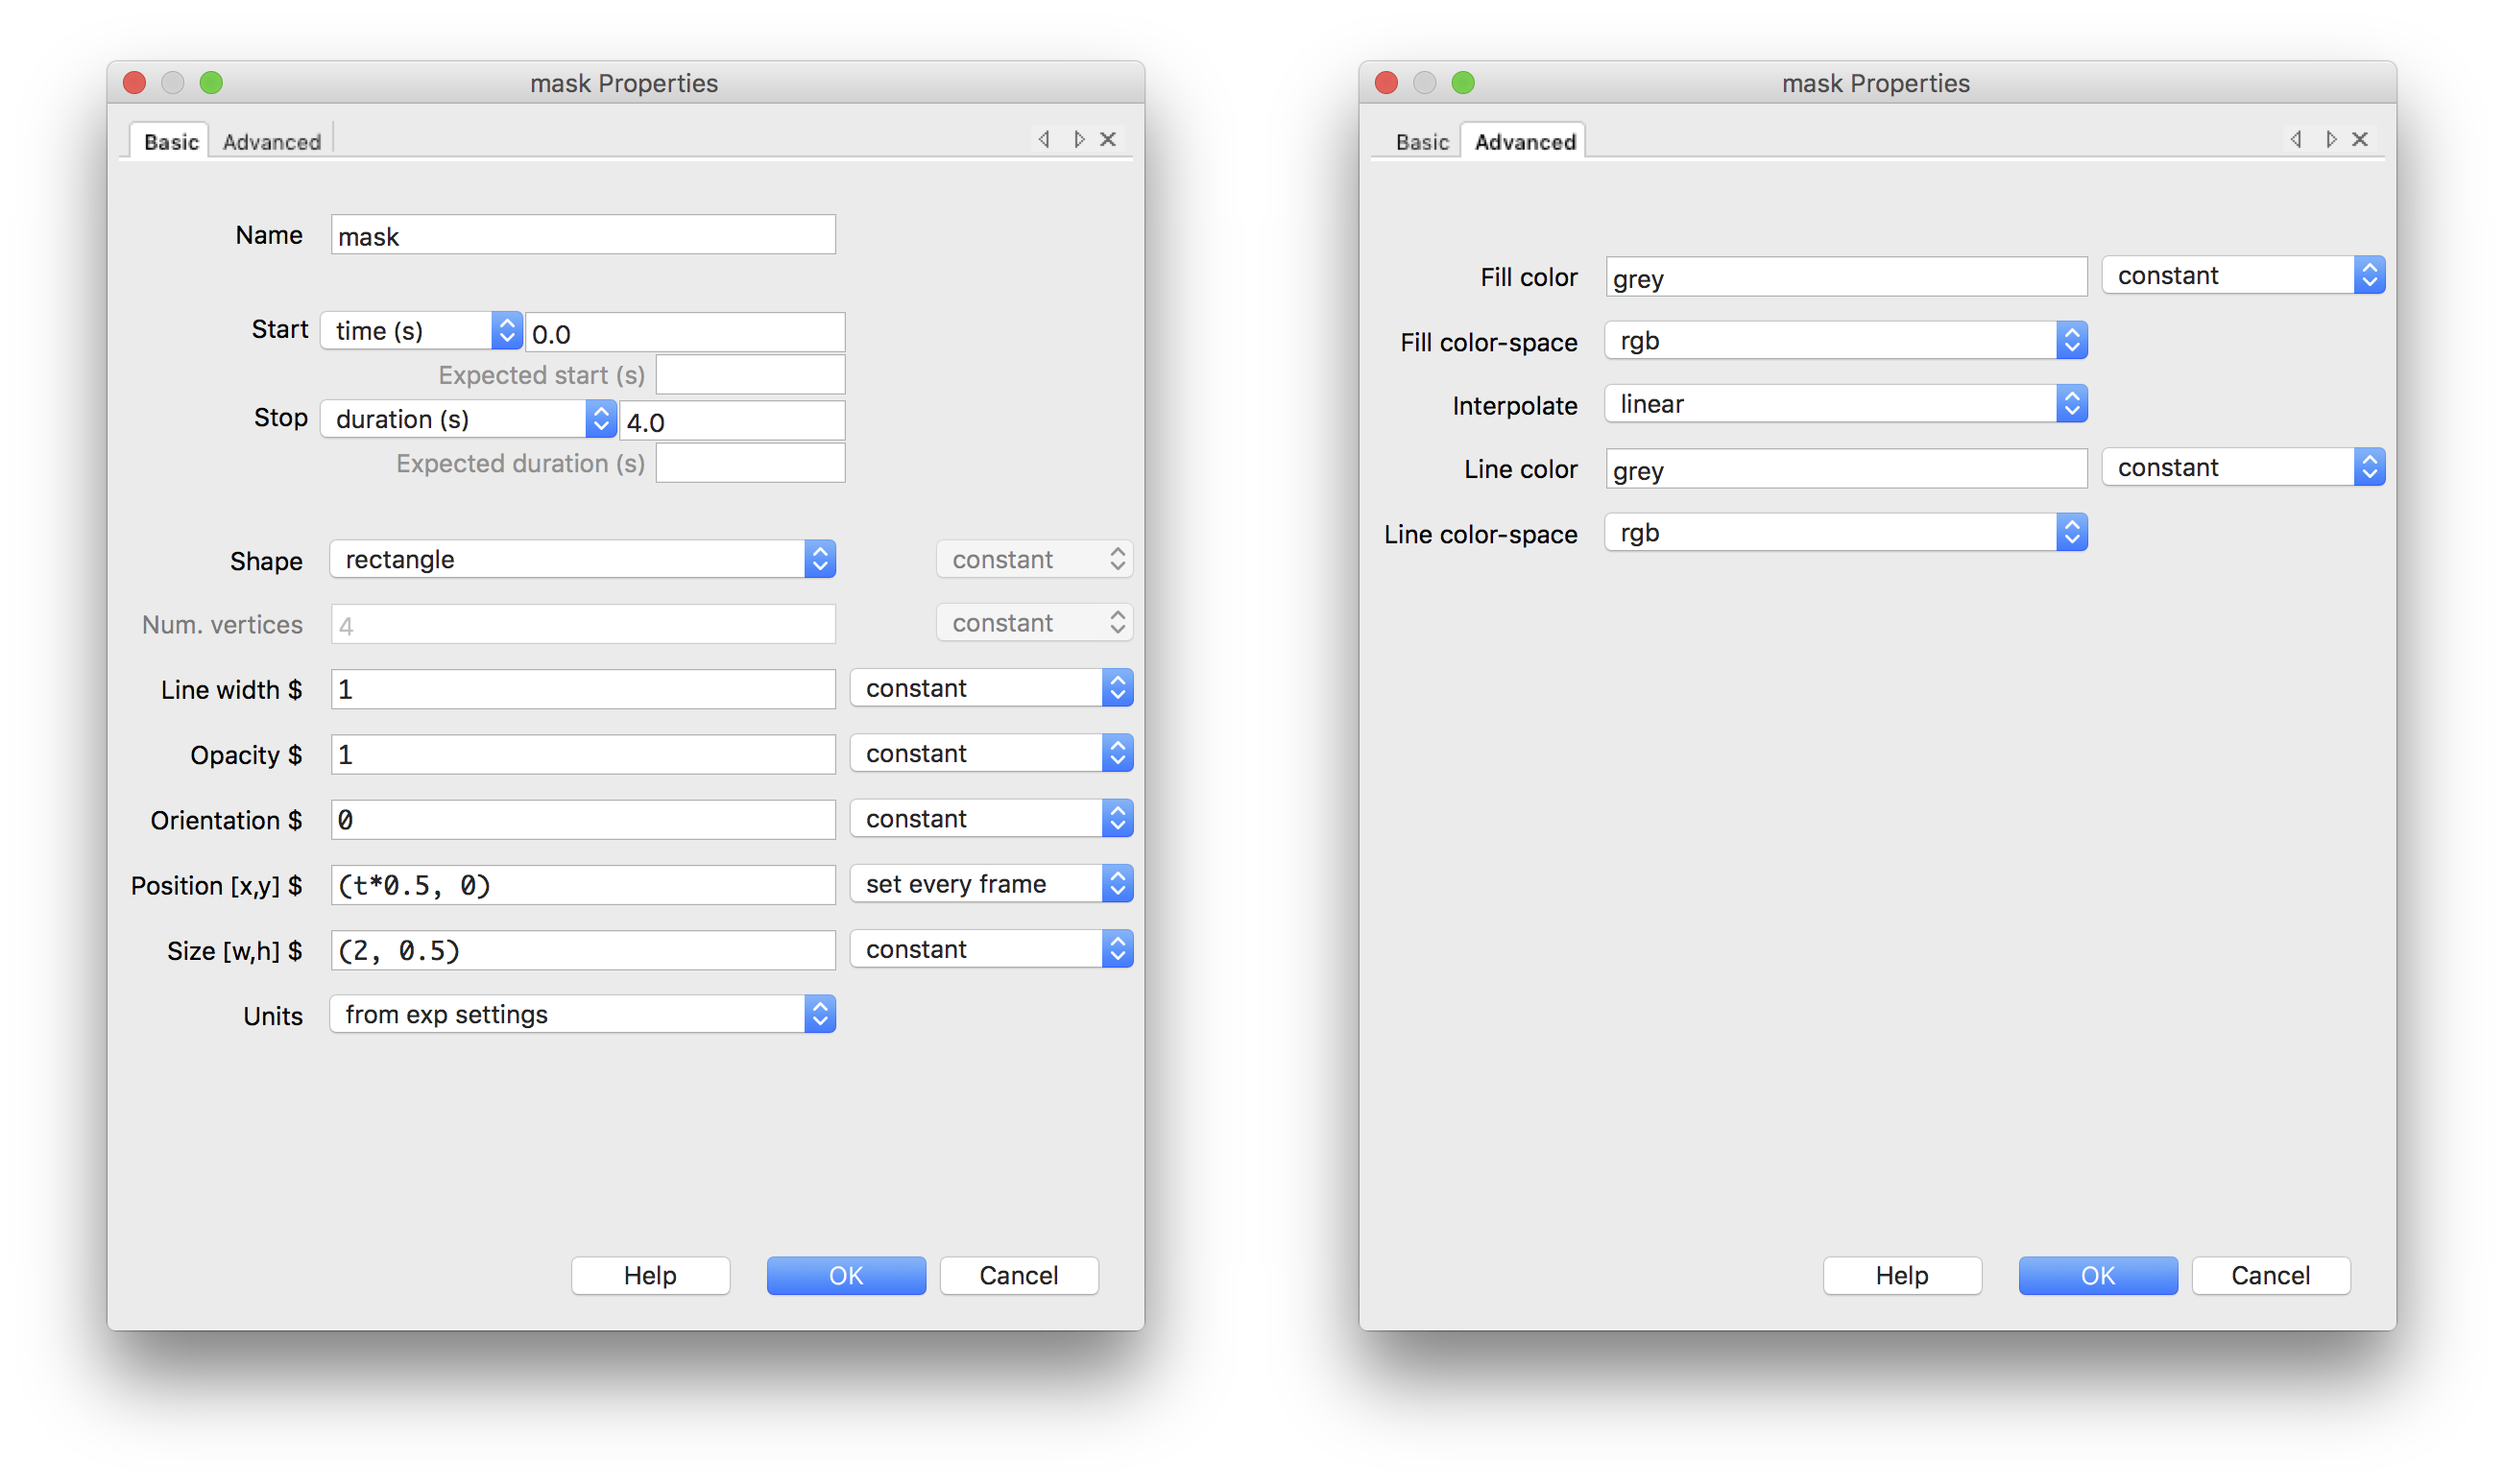 mask Properties
Basic Advanced
Name mask
Start time (s) 0.0
Expected start (s)
Stop duration (s) 4.0
Expected duration (s)
Shape rectangle constant
Num. vertices 4 constant
Line width $ 1 constant
Opacity $ 1 constant
Orientation $ 0 constant
Position [x,y] $ (t*0.5, 0) set every frame
Size [w,h] $ (2, 0.5) constant
Units from exp settings
Help OK Cancel
mask Properties
Basic Advanced
Fill color grey constant
Fill color-space rgb
Interpolate linear
Line color grey constant
Line color-space rgb
Help OK Cancel